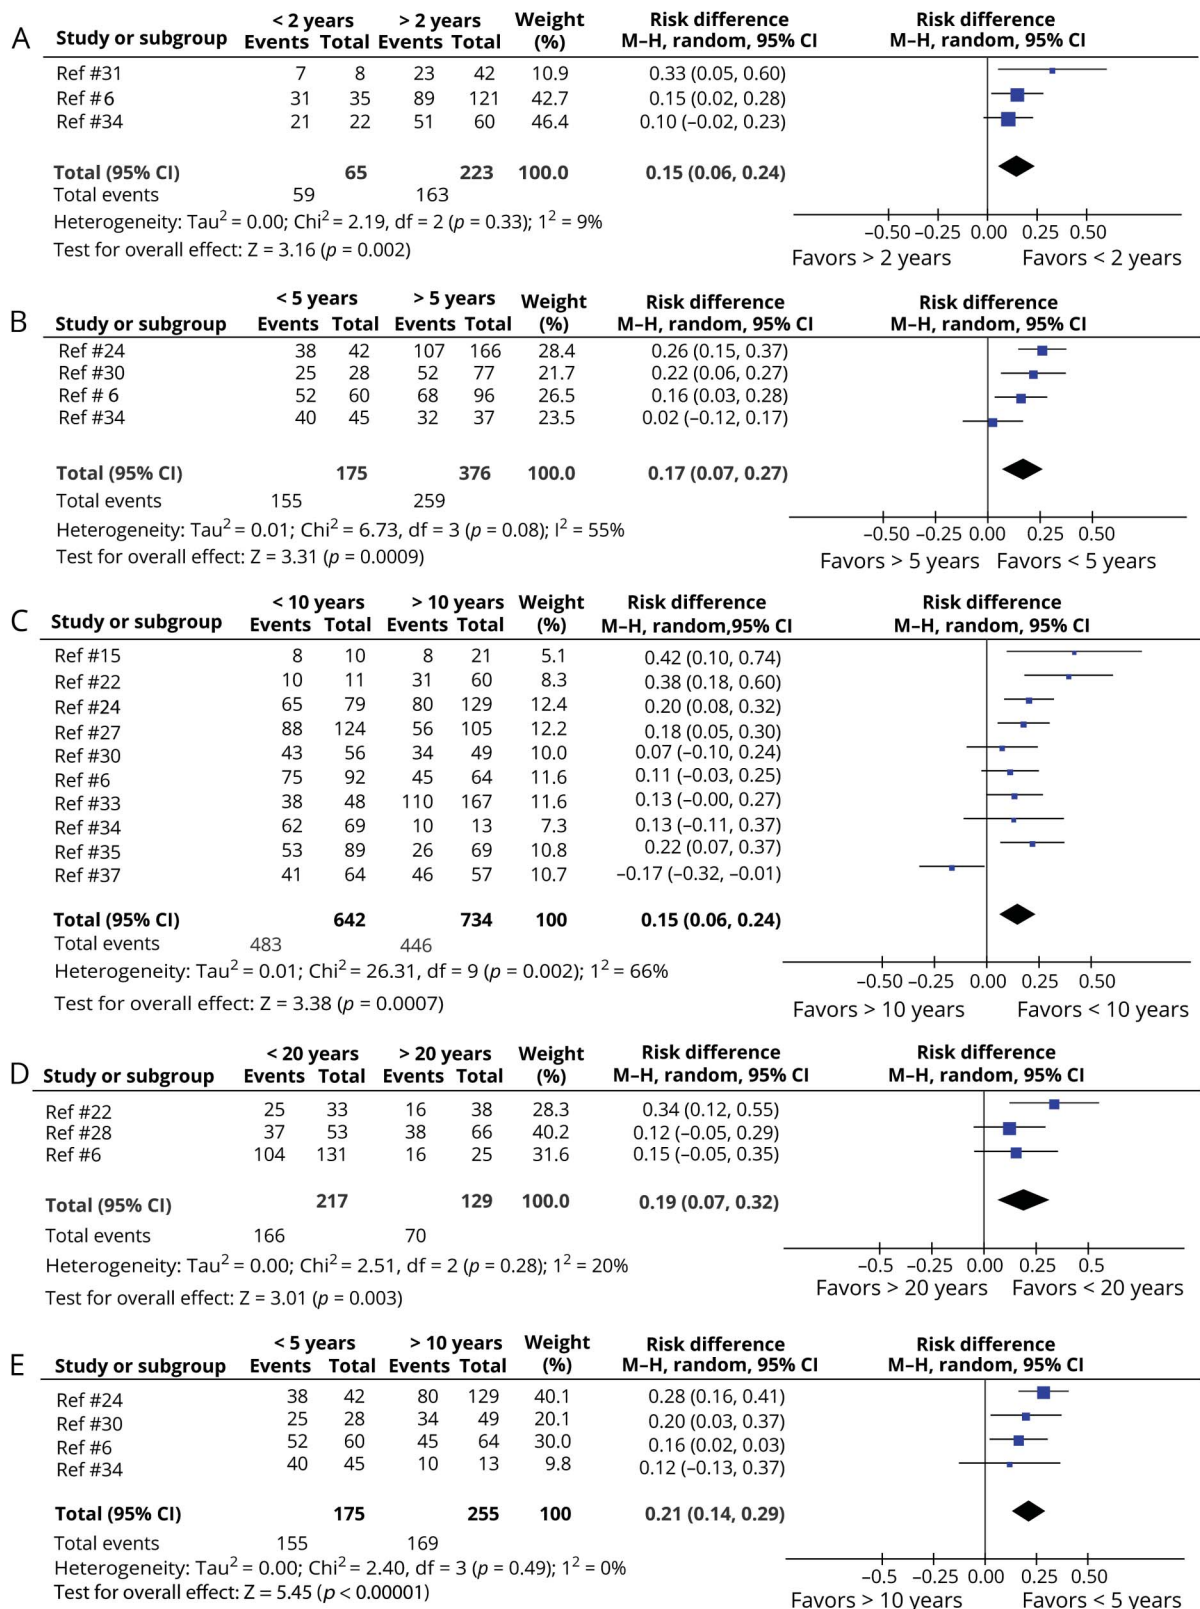 A
< 2 years > 2 years Weight Risk difference Risk difference
Study or subgroup Events Total Events Total (%) M–H, random, 95% CI M–H, random, 95% CI
Ref #31 7 8 23 42 10.9 0.33 (0.05, 0.60)
Ref #6 31 35 89 121 42.7 0.15 (0.02, 0.28)
Ref #34 21 22 51 60 46.4 0.10 (–0.02, 0.23)
Total (95% CI) 65 223 100.0 0.15 (0.06, 0.24)
Total events 59 163
Heterogeneity: Tau² = 0.00; Chi² = 2.19, df = 2 (p = 0.33); 1² = 9%
Test for overall effect: Z = 3.16 (p = 0.002)
–0.50 –0.25 0.00 0.25 0.50
Favors > 2 years Favors < 2 years
B
< 5 years > 5 years Weight Risk difference Risk difference
Study or subgroup Events Total Events Total (%) M–H, random, 95% CI M–H, random, 95% CI
Ref #24 38 42 107 166 28.4 0.26 (0.15, 0.37)
Ref #30 25 28 52 77 21.7 0.22 (0.06, 0.27)
Ref # 6 52 60 68 96 26.5 0.16 (0.03, 0.28)
Ref #34 40 45 32 37 23.5 0.02 (–0.12, 0.17)
Total (95% CI) 175 376 100.0 0.17 (0.07, 0.27)
Total events 155 259
Heterogeneity: Tau² = 0.01; Chi² = 6.73, df = 3 (p = 0.08); I² = 55%
Test for overall effect: Z = 3.31 (p = 0.0009)
–0.50 –0.25 0.00 0.25 0.50
Favors > 5 years Favors < 5 years
C
< 10 years > 10 years Weight Risk difference Risk difference
Study or subgroup Events Total Events Total (%) M–H, random,95% CI M–H, random, 95% CI
Ref #15 8 10 8 21 5.1 0.42 (0.10, 0.74)
Ref #22 10 11 31 60 8.3 0.38 (0.18, 0.60)
Ref #24 65 79 80 129 12.4 0.20 (0.08, 0.32)
Ref #27 88 124 56 105 12.2 0.18 (0.05, 0.30)
Ref #30 43 56 34 49 10.0 0.07 (–0.10, 0.24)
Ref #6 75 92 45 64 11.6 0.11 (–0.03, 0.25)
Ref #33 38 48 110 167 11.6 0.13 (–0.00, 0.27)
Ref #34 62 69 10 13 7.3 0.13 (–0.11, 0.37)
Ref #35 53 89 26 69 10.8 0.22 (0.07, 0.37)
Ref #37 41 64 46 57 10.7 –0.17 (–0.32, –0.01)
Total (95% CI) 642 734 100 0.15 (0.06, 0.24)
Total events 483 446
Heterogeneity: Tau² = 0.01; Chi² = 26.31, df = 9 (p = 0.002); 1² = 66%
Test for overall effect: Z = 3.38 (p = 0.0007)
–0.50 –0.25 0.00 0.25 0.50
Favors > 10 years Favors < 10 years
D
< 20 years > 20 years Weight Risk difference Risk difference
Study or subgroup Events Total Events Total (%) M–H, random, 95% CI M–H, random, 95% CI
Ref #22 25 33 16 38 28.3 0.34 (0.12, 0.55)
Ref #28 37 53 38 66 40.2 0.12 (–0.05, 0.29)
Ref #6 104 131 16 25 31.6 0.15 (–0.05, 0.35)
Total (95% CI) 217 129 100.0 0.19 (0.07, 0.32)
Total events 166 70
Heterogeneity: Tau² = 0.00; Chi² = 2.51, df = 2 (p = 0.28); 1² = 20%
Test for overall effect: Z = 3.01 (p = 0.003)
–0.5 –0.25 0.00 0.25 0.5
Favors > 20 years Favors < 20 years
E
< 5 years > 10 years Weight Risk difference Risk difference
Study or subgroup Events Total Events Total (%) M–H, random, 95% CI M–H, random, 95% CI
Ref #24 38 42 80 129 40.1 0.28 (0.16, 0.41)
Ref #30 25 28 34 49 20.1 0.20 (0.03, 0.37)
Ref #6 52 60 45 64 30.0 0.16 (0.02, 0.03)
Ref #34 40 45 10 13 9.8 0.12 (–0.13, 0.37)
Total (95% CI) 175 255 100 0.21 (0.14, 0.29)
Total events 155 169
Heterogeneity: Tau² = 0.00; Chi² = 2.40, df = 3 (p = 0.49); 1² = 0%
Test for overall effect: Z = 5.45 (p < 0.00001)
–0.5 –0.25 0.00 0.25 0.50
Favors > 10 years Favors < 5 years